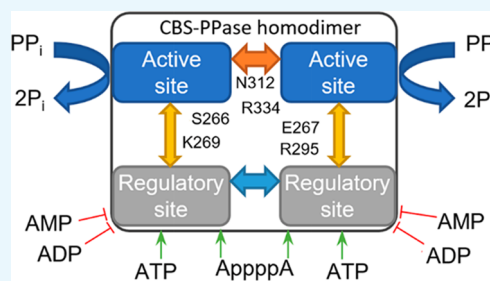 CBS-PPase homodimer
PPi
Active
site
Active
site
PP
N312
R334
2Pi
2P
S266
K269
E267
R295
Regulatory
site
Regulatory
site
AMP
ADP
AMP
ADP
ATP
AppppA
ATP